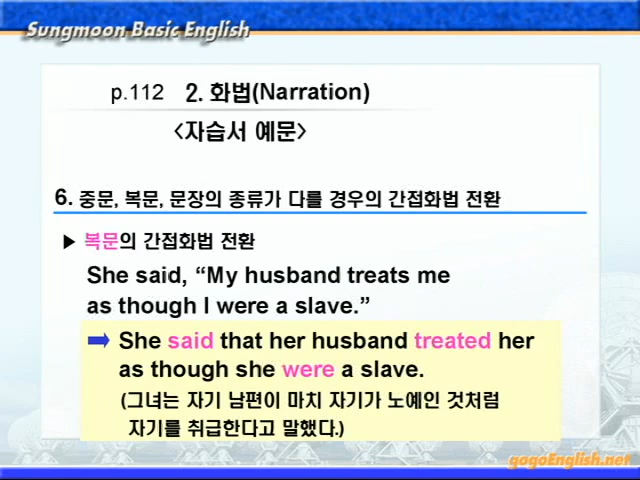 Sungmoon Basic English
p.112 2. 화법(Narration)
<자습서 예문>
6. 중문, 복문, 문장의 종류가 다를 경우의 간접화법 전환
▶ 복문의 간접화법 전환
She said, “My husband treats me
as though I were a slave.”
➡ She said that her husband treated her
as though she were a slave.
(그녀는 자기 남편이 마치 자기가 노예인 것처럼
자기를 취급한다고 말했다.)
gogoEnglish.net